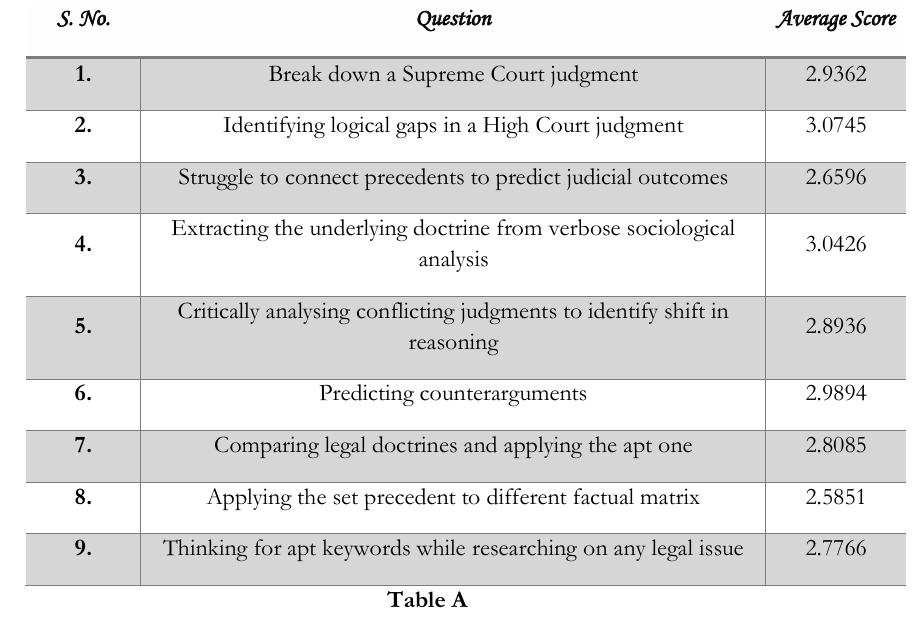 S. No. Question Average Score
1. Break down a Supreme Court judgment 2.9362
2. Identifying logical gaps in a High Court judgment 3.0745
3. Struggle to connect precedents to predict judicial outcomes 2.6596
4. Extracting the underlying doctrine from verbose sociological
analysis 3.0426
5. Critically analysing conflicting judgments to identify shift in
reasoning 2.8936
6. Predicting counterarguments 2.9894
7. Comparing legal doctrines and applying the apt one 2.8085
8. Applying the set precedent to different factual matrix 2.5851
9. Thinking for apt keywords while researching on any legal issue 2.7766
Table A